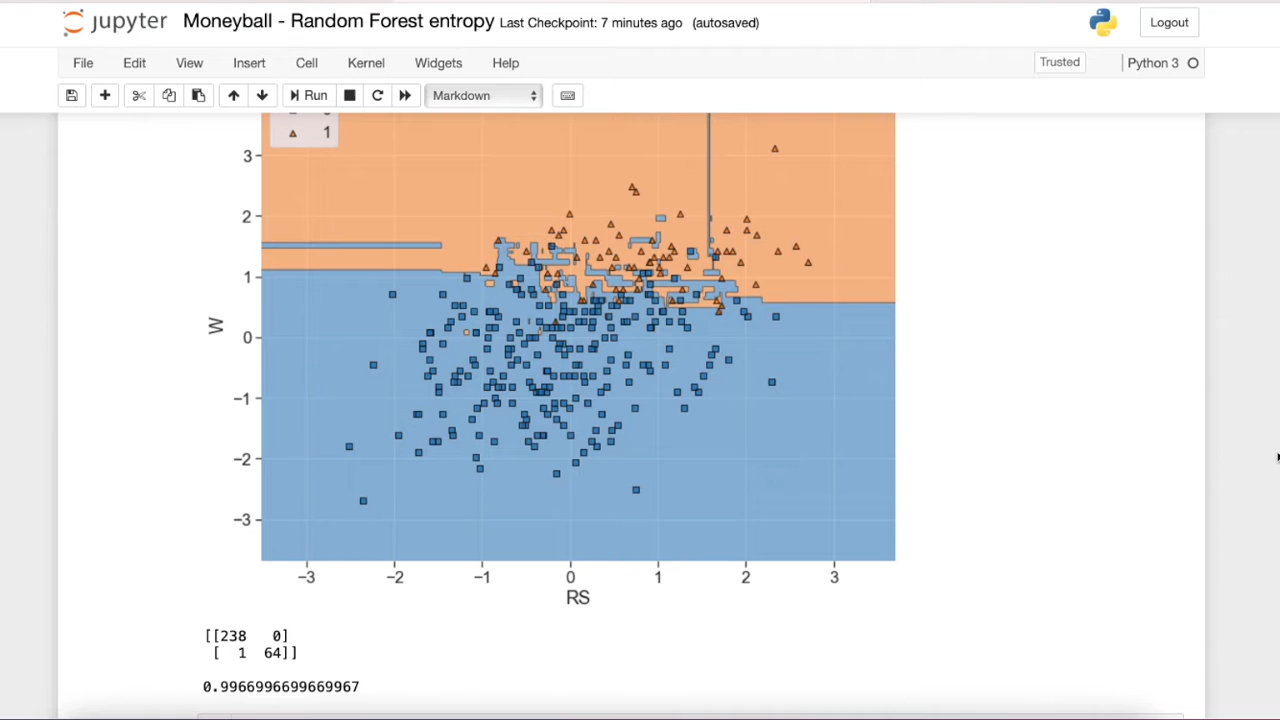 jupyter Moneyball - Random Forest entropy Last Checkpoint: 7 minutes ago (autosaved)
Logout
File Edit View Insert Cell Kernel Widgets Help
Trusted
Python 3
Run
Markdown
1
3
2
1
0
−1
−2
−3
W
−3 −2 −1 0 1 2 3
RS
[[238 0]
[ 1 64]]
0.9966996699669967